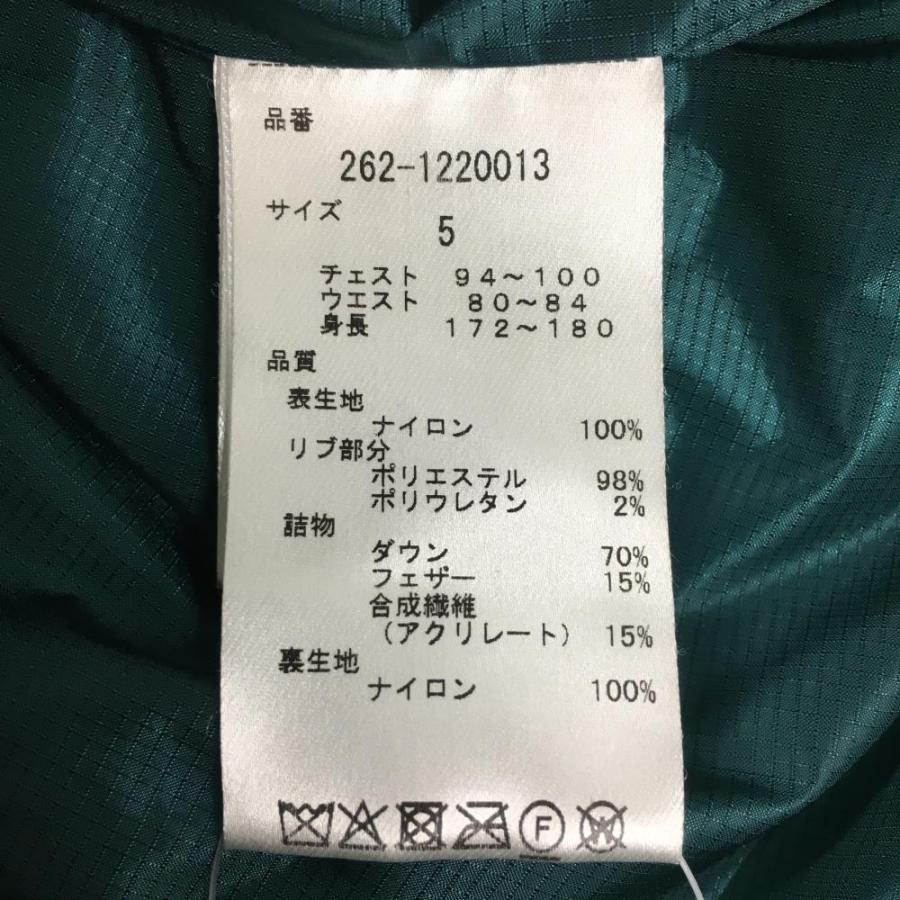 品番
262-1220013
サイズ
5
チェスト 94～100
ウエスト 80～84
身長 172～180
品質
表生地
ナイロン 100%
リブ部分
ポリエステル 98%
ポリウレタン 2%
詰物
ダウン 70%
フェザー 15%
合成繊維
（アクリレート） 15%
裏生地
ナイロン 100%
F W